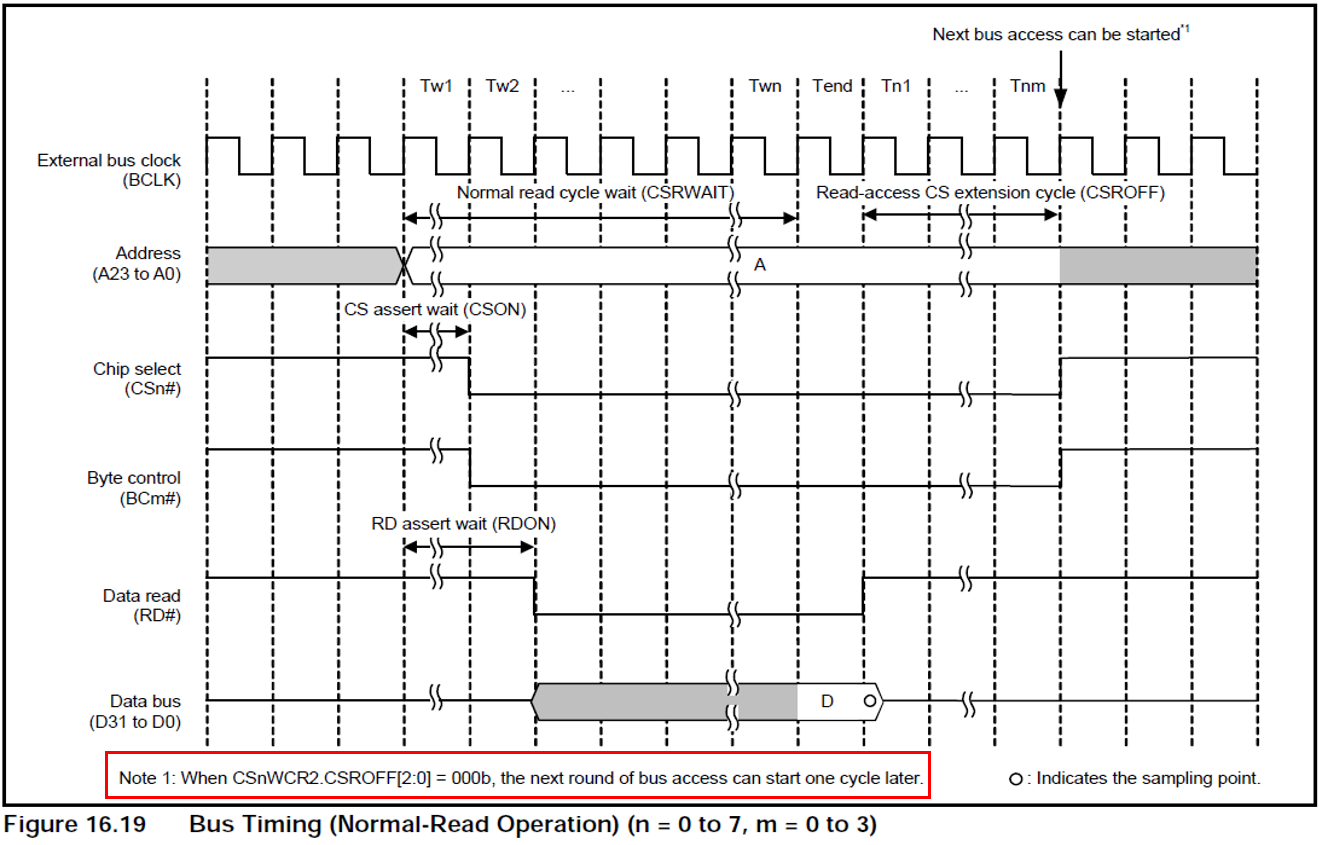 Next bus access can be started*1
Tw1 Tw2 ... Twn Tend Tn1 ... Tnm
External bus clock
(BCLK)
Normal read cycle wait (CSRWAIT) Read-access CS extension cycle (CSROFF)
Address
(A23 to A0)
A
CS assert wait (CSON)
Chip select
(CSn#)
Byte control
(BCm#)
RD assert wait (RDON)
Data read
(RD#)
Data bus
(D31 to D0)
D
Note 1: When CSnWCR2.CSROFF[2:0] = 000b, the next round of bus access can start one cycle later.
: Indicates the sampling point.
Figure 16.19 Bus Timing (Normal-Read Operation) (n = 0 to 7, m = 0 to 3)